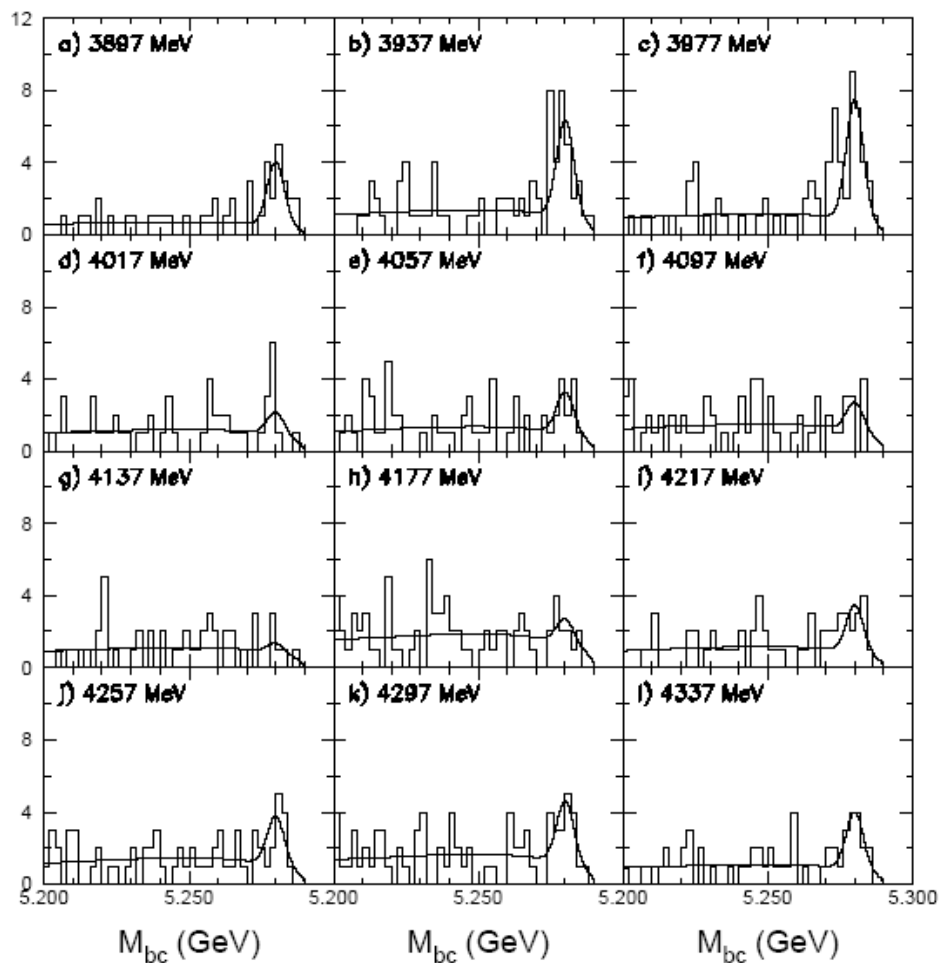 12
a) 3897 MeV
b) 3937 MeV
c) 3977 MeV
8
4
0
d) 4017 MeV
e) 4057 MeV
f) 4097 MeV
8
4
0
g) 4137 MeV
h) 4177 MeV
i) 4217 MeV
8
4
0
j) 4257 MeV
k) 4297 MeV
l) 4337 MeV
8
4
0
5.200 5.250 5.200 5.250 5.200 5.250 5.300
M_bc (GeV) M_bc (GeV) M_bc (GeV)